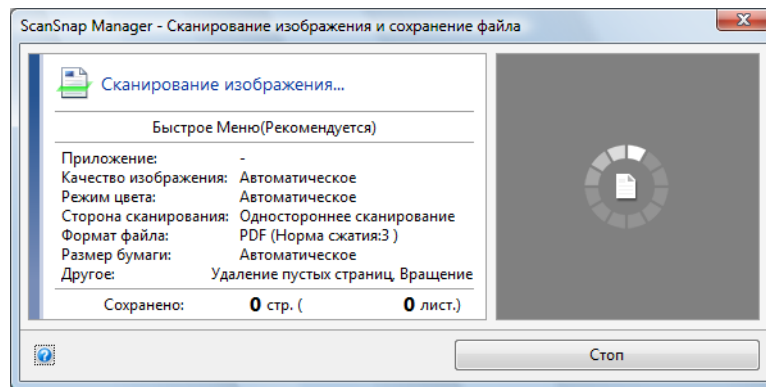 ScanSnap Manager - Сканирование изображения и сохранение файла
Сканирование изображения...
Быстрое Меню(Рекомендуется)
Приложение: -
Качество изображения: Автоматическое
Режим цвета: Автоматическое
Сторона сканирования: Одностороннее сканирование
Формат файла: PDF (Норма сжатия:3 )
Размер бумаги: Автоматическое
Другое: Удаление пустых страниц, Вращение
Сохранено: 0 стр. ( 0 лист.)
Стоп